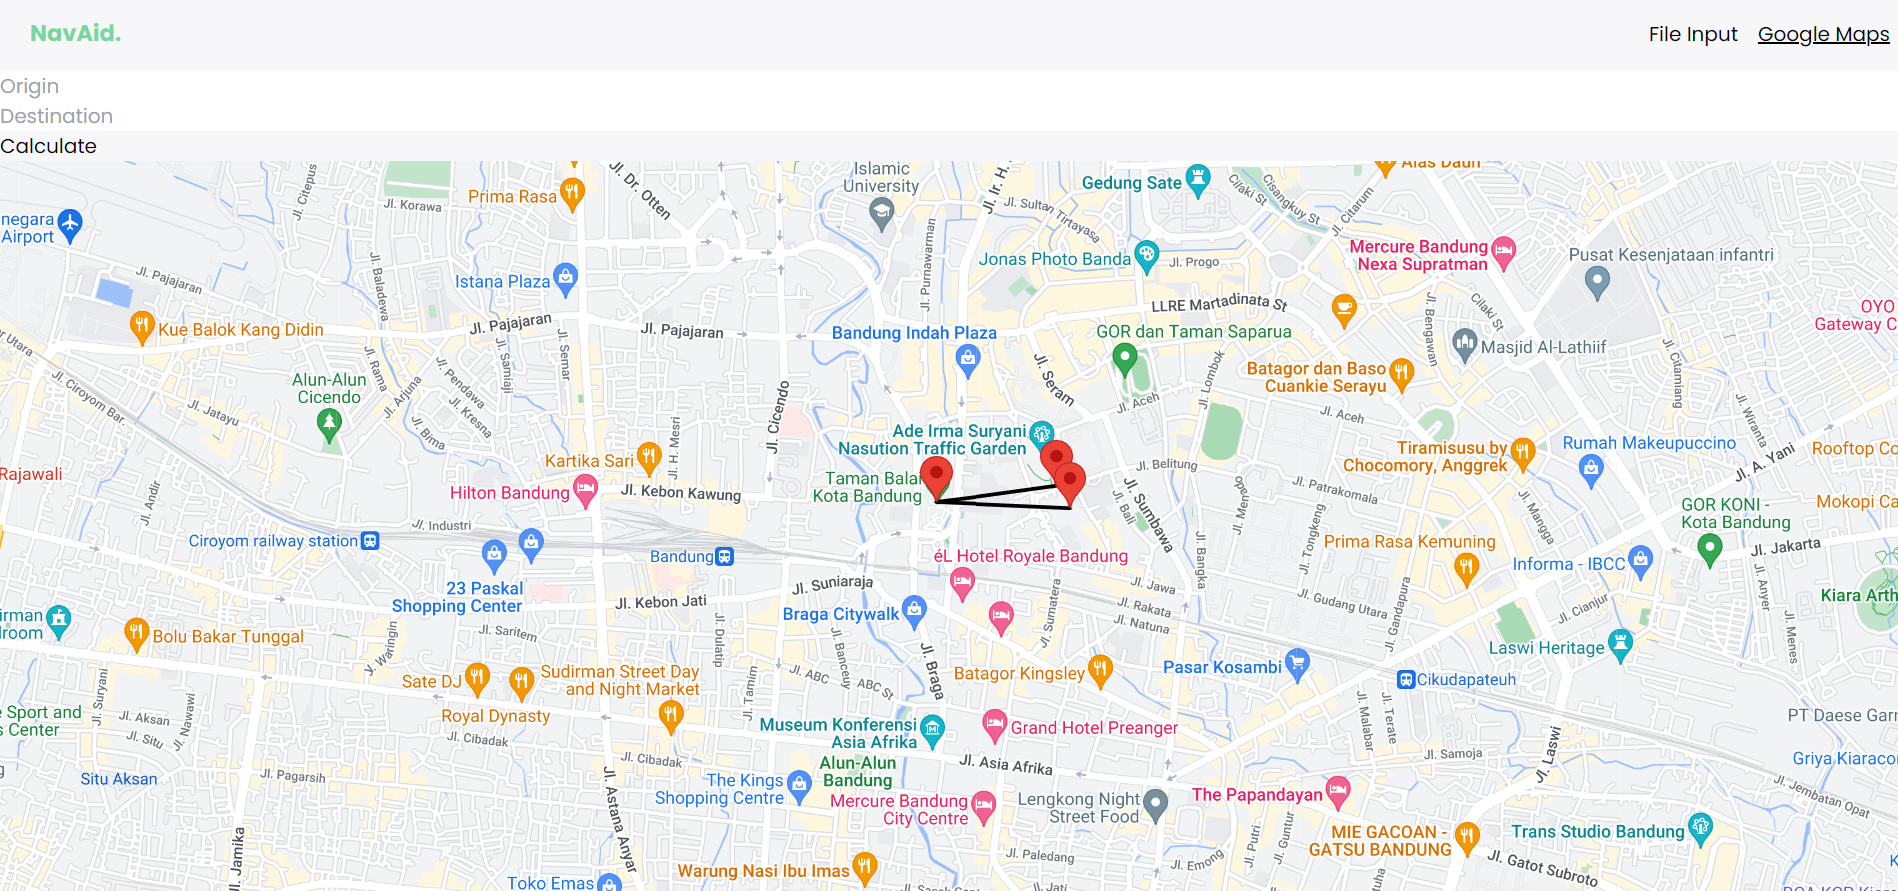 NavAid.
File Input
Google Maps
Origin
Destination
Calculate
Alas Daun
Islamic
University
Gedung Sate
Jl. Dr. Otten
Jl. Citepus
Prima Rasa
Jl. Korawa
Jl. Ir. H.
Jl. Sultan Tirtayasa
Cilaki St
Cisangkuy St
Jl. Citarum
negara
Airport
Mercure Bandung
Nexa Supratman
Pusat Kesenjataan infantri
Jonas Photo Banda
Jl. Progo
Jl. Purnawarman
Jl. Baladewa
Jl. Pajajaran
Istana Plaza
LLRE Martadinata St
Jl. Bengawan
Cilaki St
OYO
Gateway C
Kue Balok Kang Didin
Jl. Pajajaran
Jl. Pajajaran
Bandung Indah Plaza
GOR dan Taman Saparua
Masjid Al-Lathiif
er Utara
Jl. Ciroyom Bar.
Jl. Rama
Jl. Samiaji
Jl. Semar
Jl. Pendawa
Jl. Seram
Jl. Lombok
Batagor dan Baso
Cuankie Serayu
Jl. Citamiang
Alun-Alun
Cicendo
Jl. Arjuna
Jl. Kresna
Jl. Jatayu
Jl. Bima
Jl. Cicendo
Jl. Aceh
Jl. Aceh
Jl. Wiranta
Ade Irma Suryani
Nasution Traffic Garden
Jl. H. Mesri
Tiramisusu by
Chocomory, Anggrek
Rumah Makeupuccino
Jl. A. Yani
Rooftop Co
Rajawali
Kartika Sari
Jl. Belitung
Taman Balai
Kota Bandung
Hilton Bandung
Jl. Kebon Kawung
Jl. Andir
Jl. Sumbawa
Jl. Bali
Jl. Patrakomala
Jl. Mangga
Mokopi Ca
GOR KONI -
Kota Bandung
Jl. Industri
Ciroyom railway station
Jl. Tongkeng
Prima Rasa Kemuning
Jl. Jakarta
Bandung
éL Hotel Royale Bandung
Jl. Bangka
Informa - IBCC
23 Paskal
Shopping Center
Jl. Suniaraja
Jl. Kebon Jati
Jl. Jawa
Jl. Rakata
Jl. Natuna
Jl. Gudang Utara
Jl. Gandapura
Jl. Cianjur
Jl. Anyer
Kiara Arth
irman
lroom
Braga Citywalk
Jl. Sumatera
Bolu Bakar Tunggal
Jl. Saritem
Jl. Dulatip
Jl. Banceuy
Jl. Braga
Jl. Menes
Laswi Heritage
Sudirman Street Day
and Night Market
Sate DJ
Jl. ABC
ABC St
Batagor Kingsley
Pasar Kosambi
Cikudapateuh
Jl. Suryani
Jl. Nawawi
Jl. Tamim
Jl. Malabar
Jl. Terate
e Sport and
s Center
Jl. Aksan
Jl. Situ
Royal Dynasty
Museum Konferensi
Asia Afrika
Grand Hotel Preanger
PT Daese Garr
Jl. Cibadak
Jl. Cibadak
Jl. Samoja
Jl. Laswi
Griya Kiaracon
Situ Aksan
Jl. Pagarsih
Alun-Alun
Bandung
Jl. Asia Afrika
The Kings
Shopping Centre
Mercure Bandung
City Centre
Lengkong Night
Street Food
The Papandayan
Jl. Jembatan Opat
Jl. Astana Anyar
Jl. Jamika
Jl. Putri
Jl. Guntur
MIE GACOAN -
GATSU BANDUNG
Trans Studio Bandung
Warung Nasi Ibu Imas
Jl. Paledang
Jl. Emong
Jl. Gatot Subroto
Toko Emas